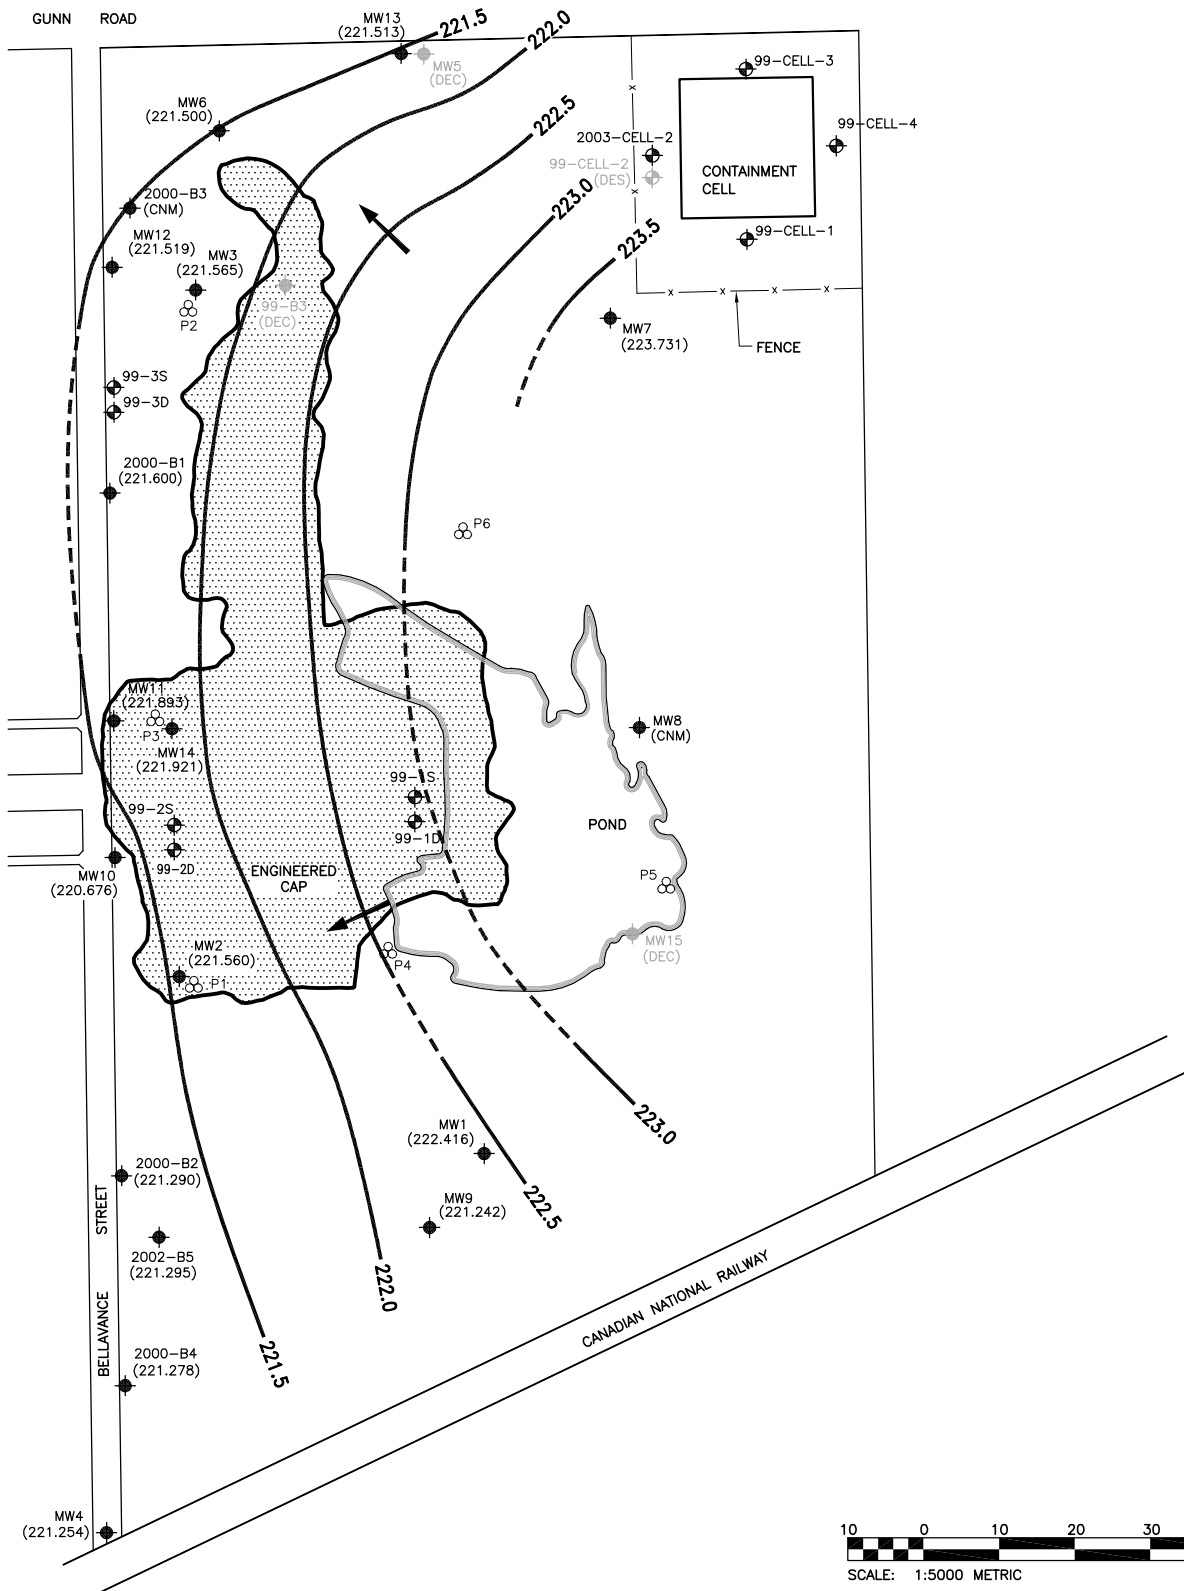 GUNN ROAD
MW13
(221.513)
221.5
222.0
MW5
(DEC)
99-CELL-3
MW6
(221.500)
222.5
2003-CELL-2
99-CELL-4
99-CELL-2
(DES)
CONTAINMENT
CELL
2000-B3
(CNM)
223.0
MW12
(221.519)
223.5
99-CELL-1
MW3
(221.565)
x x x x x x
P2
99-B3
(DEC)
MW7
(223.731)
FENCE
99-3S
99-3D
2000-B1
(221.600)
P6
MW11
(221.893)
P3
MW14
(221.921)
MW8
(CNM)
99-1S
99-2S
POND
99-1D
99-2D
MW10
(220.676)
ENGINEERED
CAP
P5
MW15
(DEC)
MW2
(221.560)
P4
P1
MW1
(222.416)
223.0
2000-B2
(221.290)
MW9
(221.242)
222.5
2002-B5
(221.295)
222.0
BELLAVANCE STREET
CANADIAN NATIONAL RAILWAY
221.5
2000-B4
(221.278)
MW4
(221.254)
10 0 10 20 30
SCALE: 1:5000 METRIC